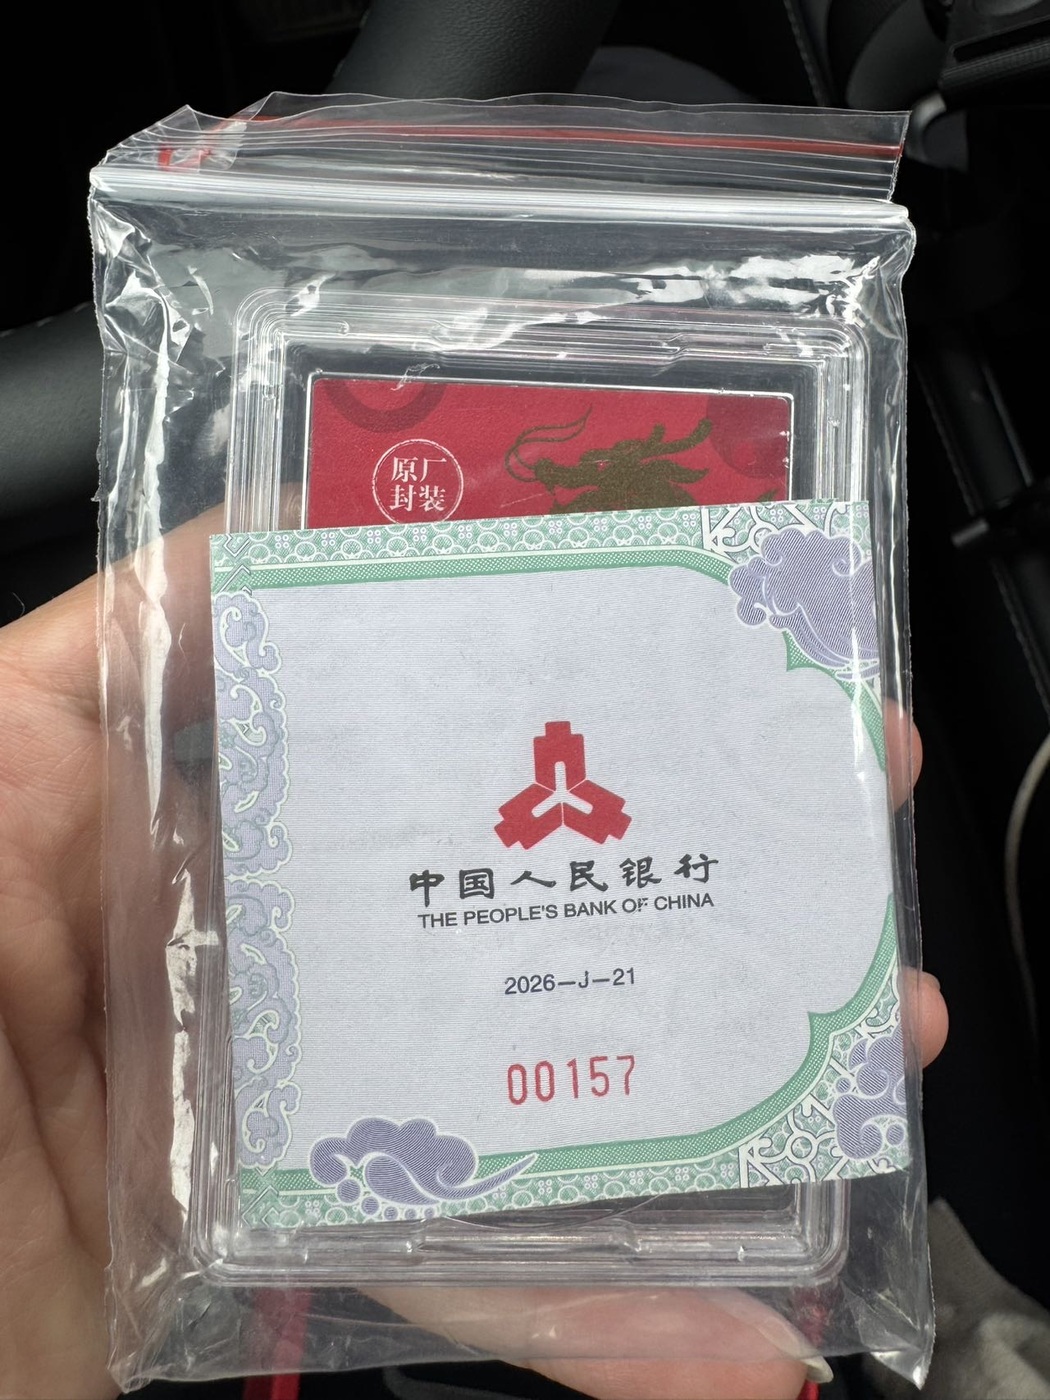 原厂
封装
中国人民银行
THE PEOPLE'S BANK OF CHINA
2026—J—21
00157